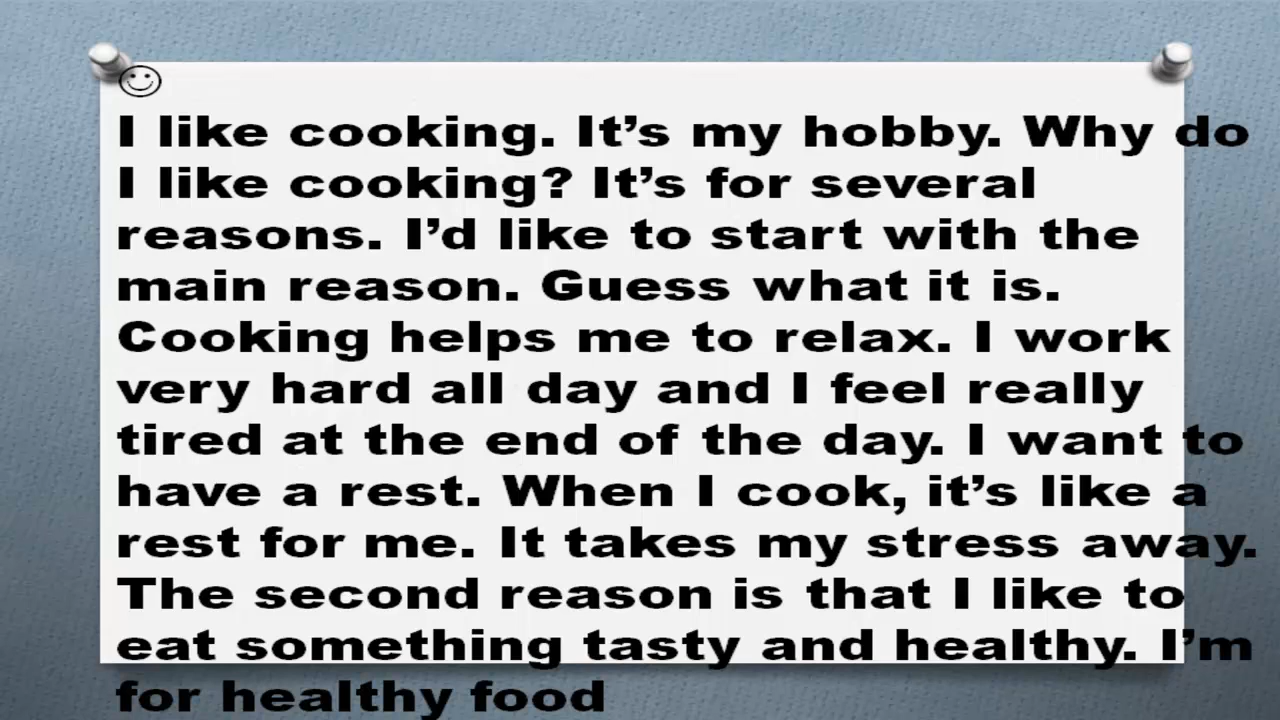 I like cooking. It’s my hobby. Why do
I like cooking? It’s for several
reasons. I’d like to start with the
main reason. Guess what it is.
Cooking helps me to relax. I work
very hard all day and I feel really
tired at the end of the day. I want to
have a rest. When I cook, it’s like a
rest for me. It takes my stress away.
The second reason is that I like to
eat something tasty and healthy. I’m
for healthy food